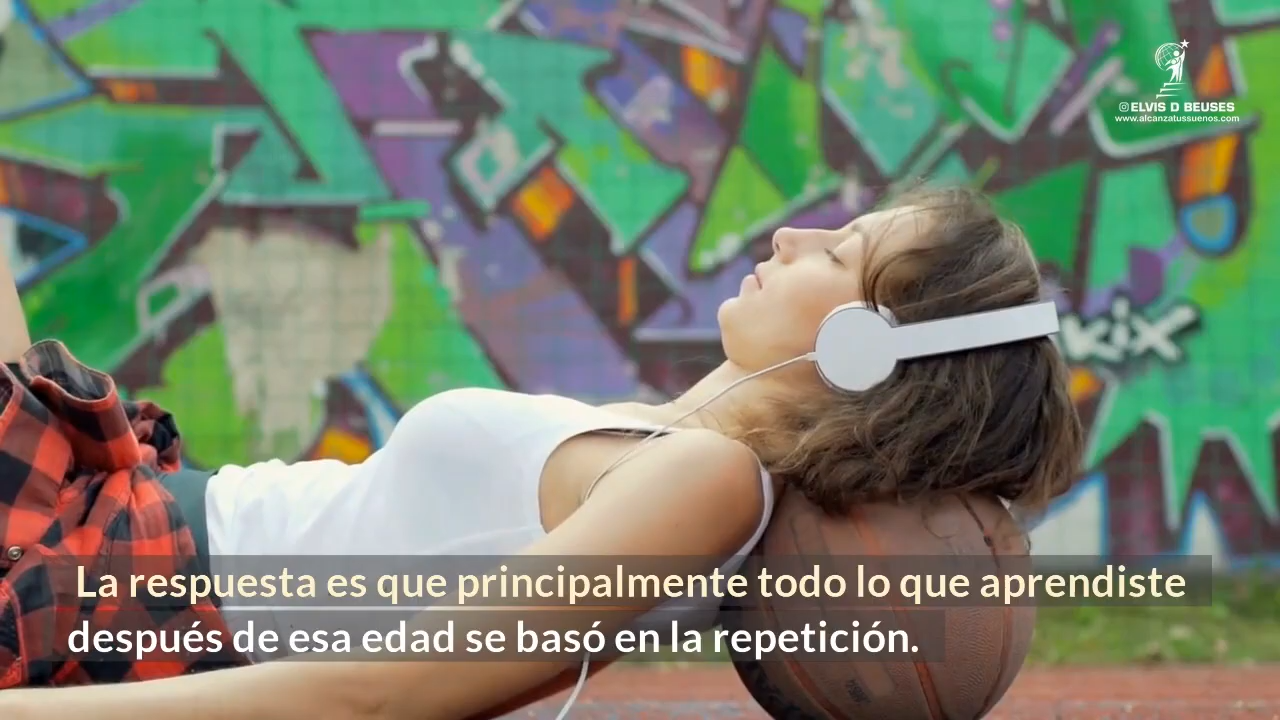 ELVIS D BEUSES
www.alcanzatussuenos.com
KiX
La respuesta es que principalmente todo lo que aprendiste
después de esa edad se basó en la repetición.